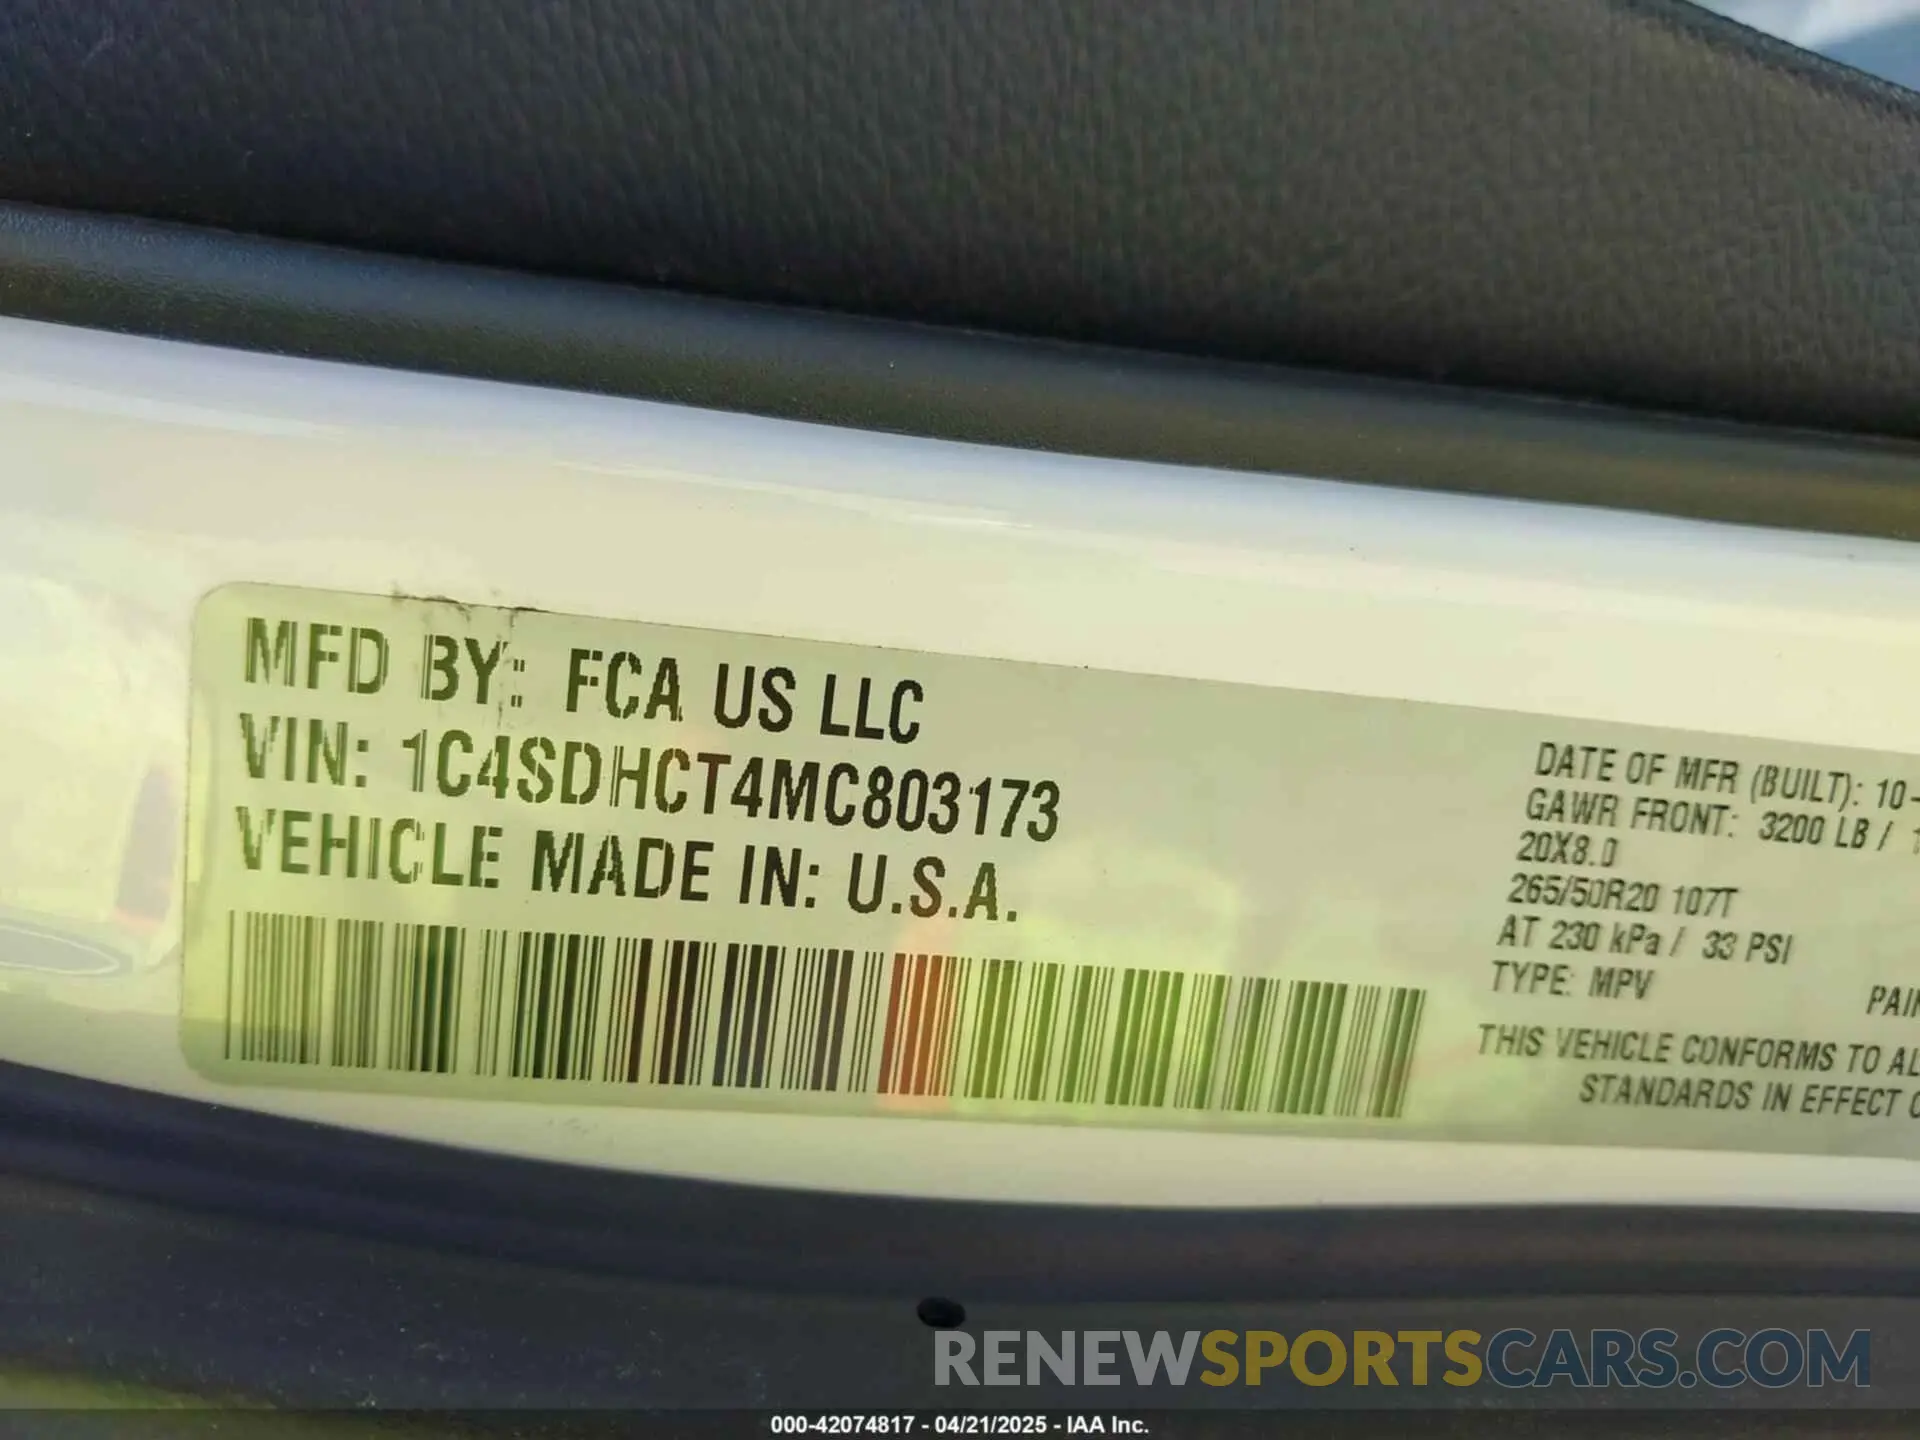 MFD BY: FCA US LLC
VIN: 1C4SDHCT4MC803173
VEHICLE MADE IN: U.S.A.
DATE OF MFR (BUILT): 10-
GAWR FRONT: 3200 LB /
20X8.0
265/50R20 107T
AT 230 kPa / 33 PSI
TYPE: MPV
PAI
THIS VEHICLE CONFORMS TO AL
STANDARDS IN EFFECT
RENEWSPORTSCARS.COM
000-42074817 - 04/21/2025 - IAA Inc.